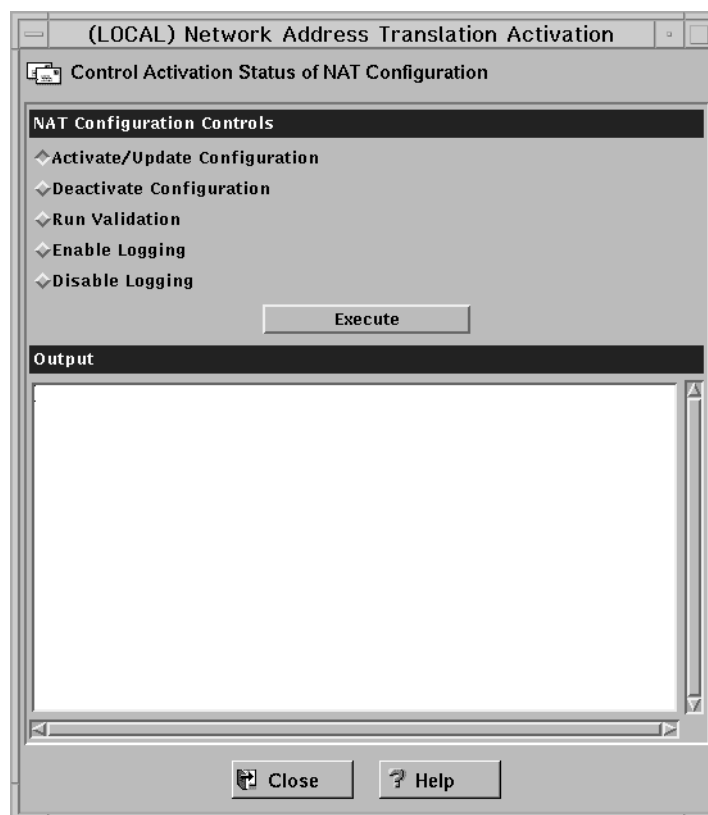 (LOCAL) Network Address Translation Activation
Control Activation Status of NAT Configuration
NAT Configuration Controls
Activate/Update Configuration
Deactivate Configuration
Run Validation
Enable Logging
Disable Logging
Execute
Output
Close
Help